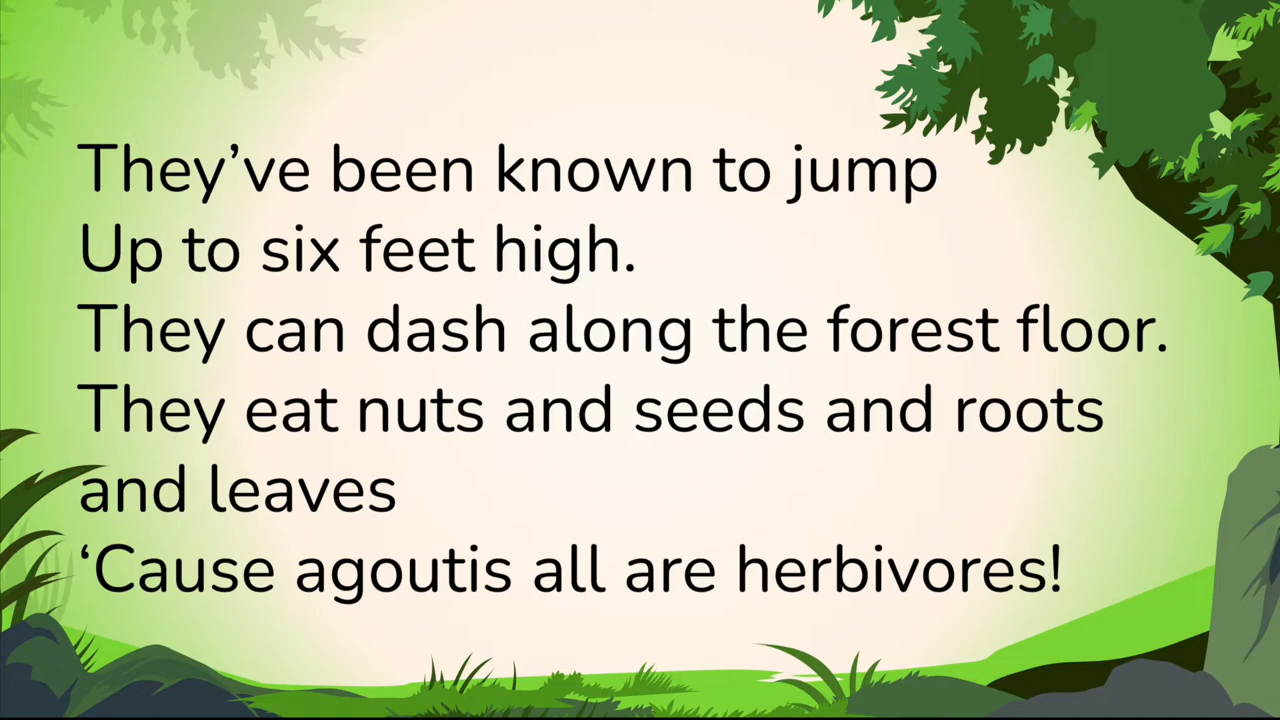 They’ve been known to jump
Up to six feet high.
They can dash along the forest floor.
They eat nuts and seeds and roots
and leaves
‘Cause agoutis all are herbivores!